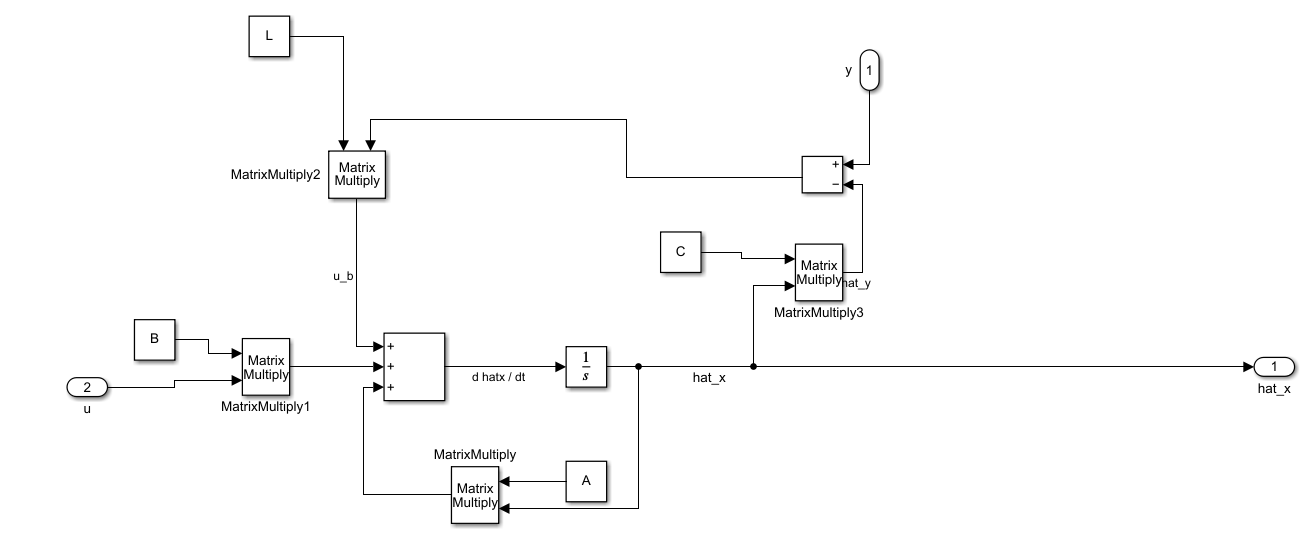 L
y
1
Matrix
Multiply
MatrixMultiply2
+
−
C
Matrix
Multiply
hat_y
MatrixMultiply3
u_b
B
Matrix
Multiply
MatrixMultiply1
2
u
+
+
+
d hatx / dt
1
s
hat_x
1
hat_x
MatrixMultiply
Matrix
Multiply
A